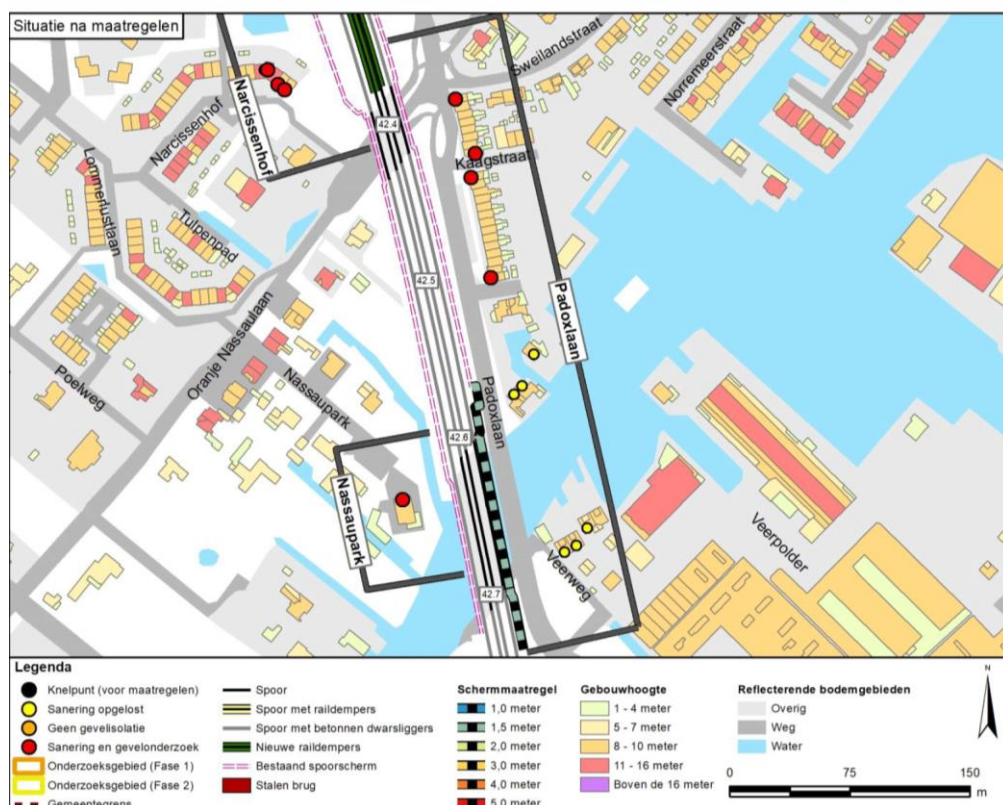 Situatie na maatregelen
Sweilandstraat
Norremeerstraat
Narcissenhof
42.4
Narcissenhof
Kaagstraat
Lommerlustlaan
Tulpenpad
42.5
Padoxlaan
Oranje Nassaulaan
Poelweg
Nassaupark
Padoxlaan
42.6
Nassaupark
Veerweg
Veerpolder
42.7
Legenda
Knelpunt (voor maatregelen)
Sanering opgelost
Geen gevelisolatie
Sanering en gevelonderzoek
Onderzoeksgebied (Fase 1)
Onderzoeksgebied (Fase 2)
Gemeentegrens
Spoor
Spoor met raildempers
Spoor met betonnen dwarsliggers
Nieuwe raildempers
Bestaand spoorscherm
Stalen brug
Schermmaatregel
1,0 meter
1,5 meter
2,0 meter
3,0 meter
4,0 meter
5,0 meter
Gebouwhoogte
1 - 4 meter
5 - 7 meter
8 - 10 meter
11 - 16 meter
Boven de 16 meter
Reflecterende bodemgebieden
Overig
Weg
Water
N
0 75 150
m